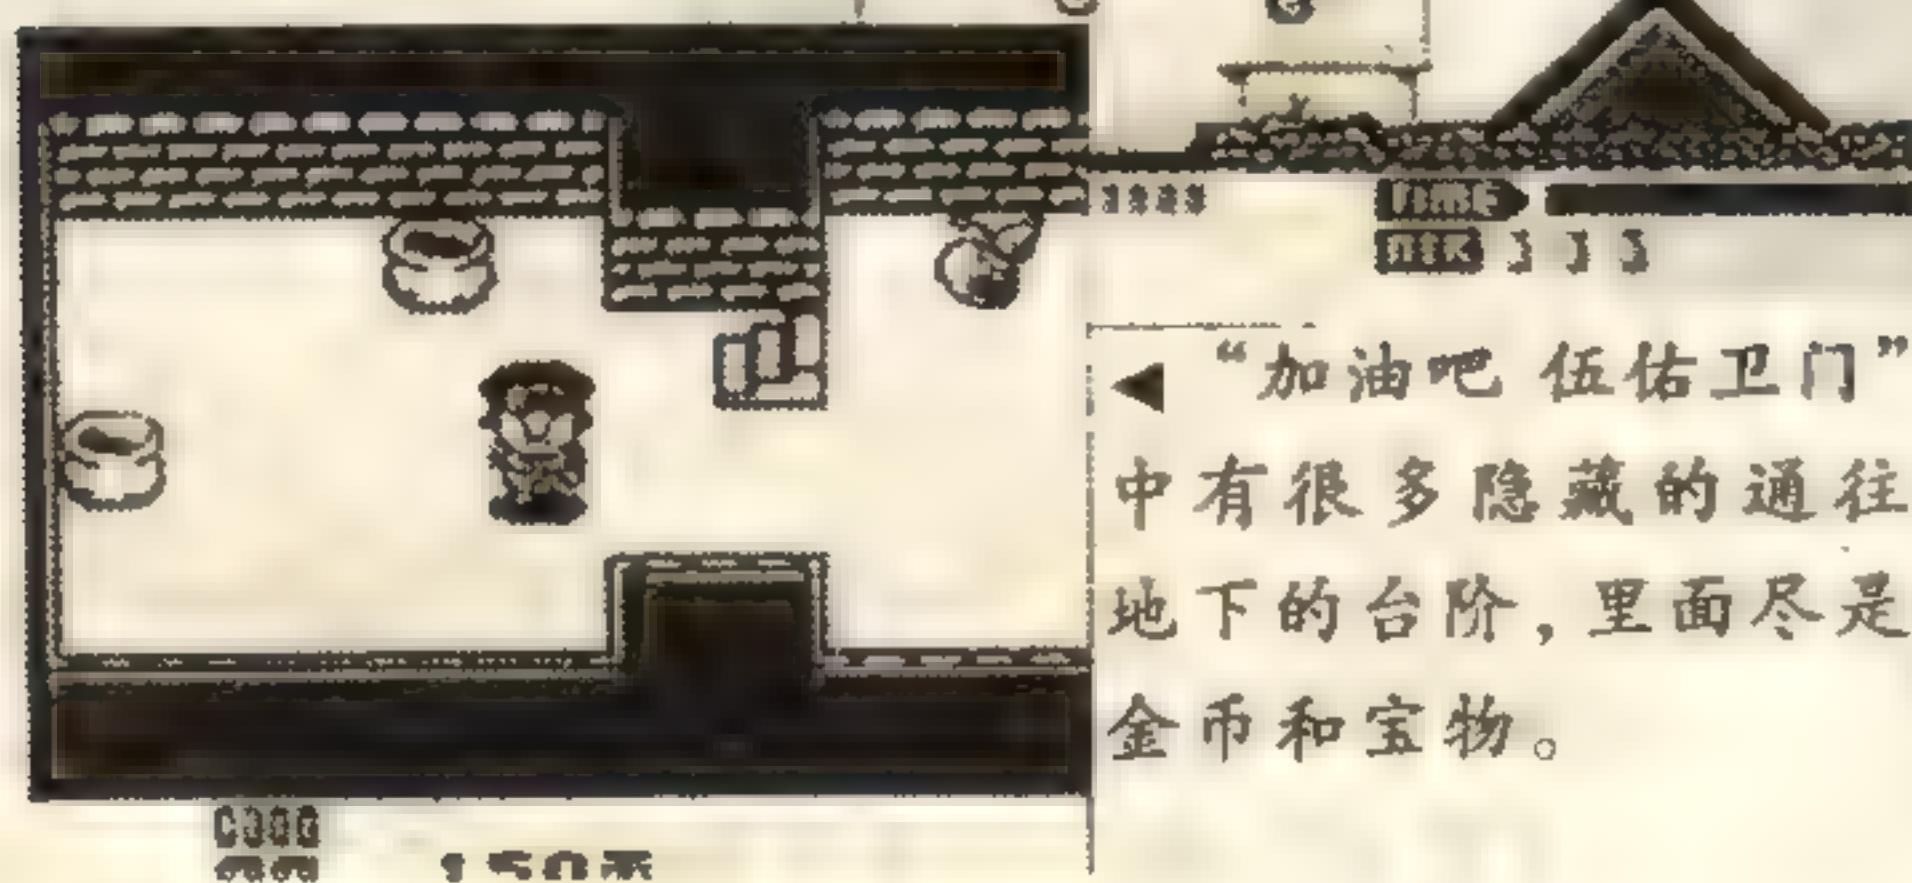 “加油吧 伍佑卫门”
中有很多隐藏的通往
地下的台阶，里面尽是
金币和宝物。